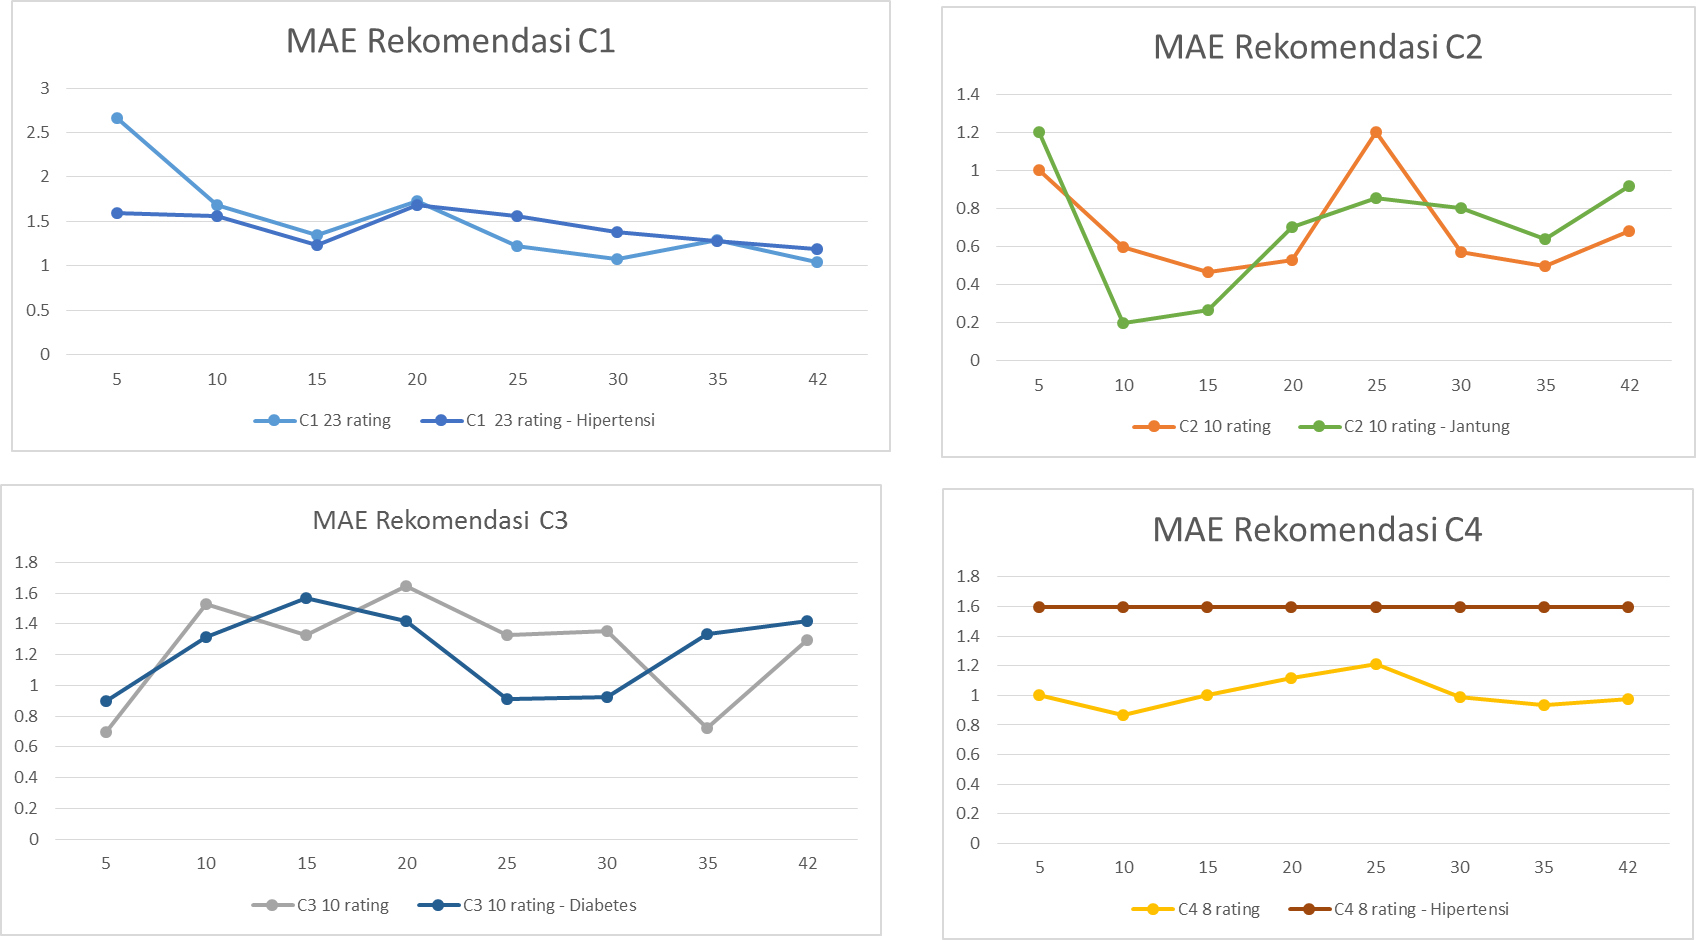 MAE Rekomendasi C1
3
2.5
2
1.5
1
0.5
0
5 10 15 20 25 30 35 42
C1 23 rating C1 23 rating - Hipertensi
MAE Rekomendasi C2
1.4
1.2
1
0.8
0.6
0.4
0.2
0
5 10 15 20 25 30 35 42
C2 10 rating C2 10 rating - Jantung
MAE Rekomendasi C3
1.8
1.6
1.4
1.2
1
0.8
0.6
0.4
0.2
0
5 10 15 20 25 30 35 42
C3 10 rating C3 10 rating - Diabetes
MAE Rekomendasi C4
1.8
1.6
1.4
1.2
1
0.8
0.6
0.4
0.2
0
5 10 15 20 25 30 35 42
C4 8 rating C4 8 rating - Hipertensi